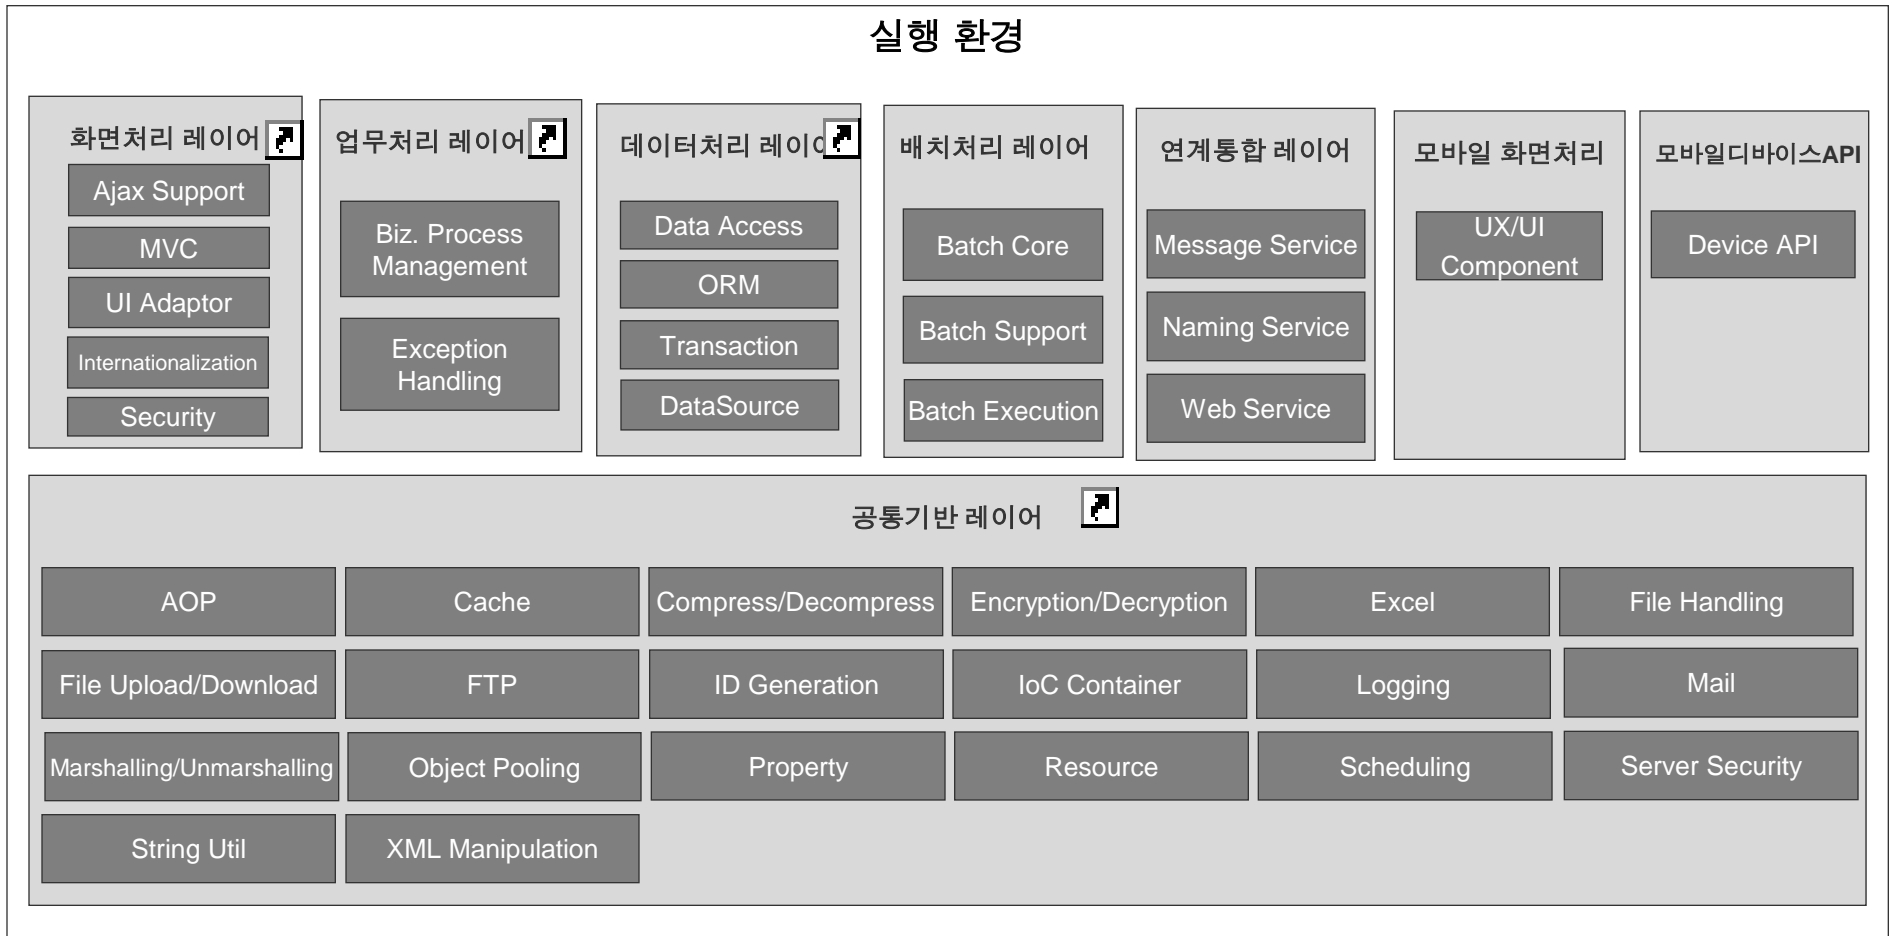 실행 환경
화면처리 레이어
Ajax Support
MVC
UI Adaptor
Internationalization
Security
업무처리 레이어
Biz. Process
Management
Exception
Handling
데이터처리 레이어
Data Access
ORM
Transaction
DataSource
배치처리 레이어
Batch Core
Batch Support
Batch Execution
연계통합 레이어
Message Service
Naming Service
Web Service
모바일 화면처리
UX/UI
Component
모바일디바이스API
Device API
공통기반 레이어
AOP
Cache
Compress/Decompress
Encryption/Decryption
Excel
File Handling
File Upload/Download
FTP
ID Generation
IoC Container
Logging
Mail
Marshalling/Unmarshalling
Object Pooling
Property
Resource
Scheduling
Server Security
String Util
XML Manipulation